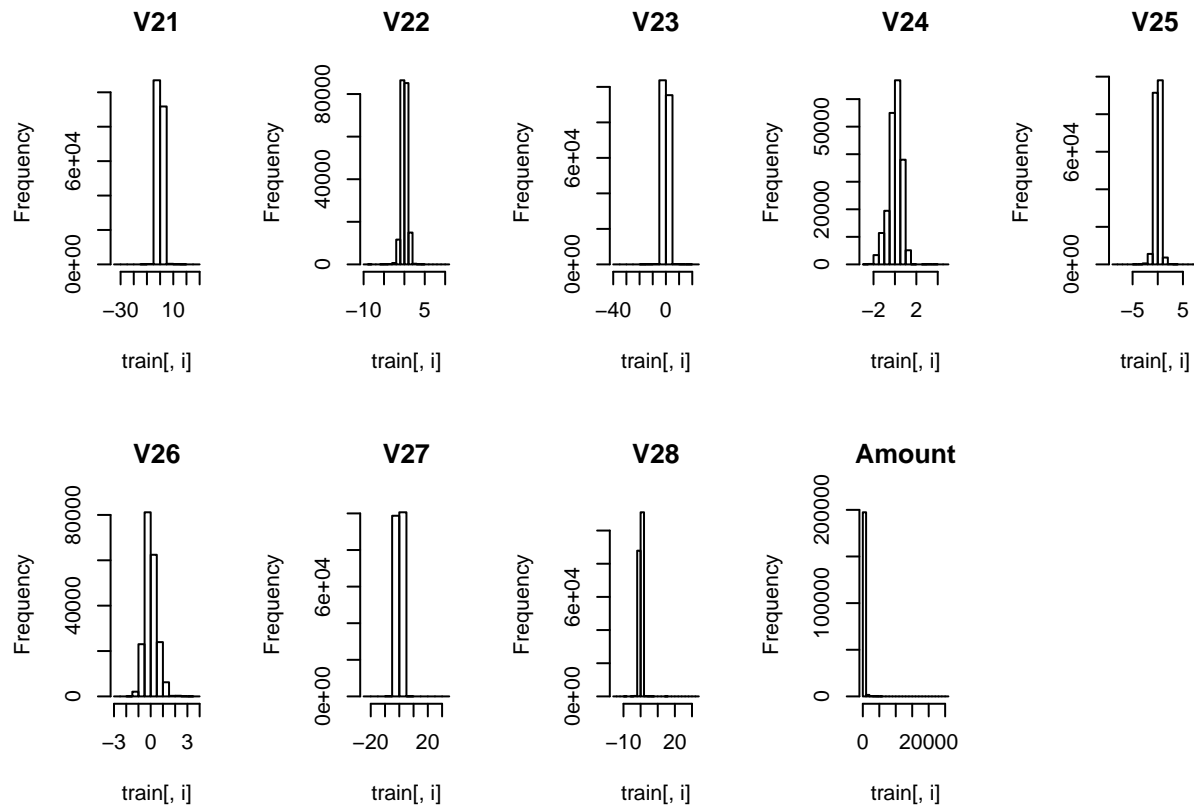 V21
Frequency
0e+00 6e+04
−30 10
train[, i]
V22
Frequency
0 40000 80000
−10 5
train[, i]
V23
Frequency
0e+00 6e+04
−40 0
train[, i]
V24
Frequency
0 20000 50000
−2 2
train[, i]
V25
Frequency
0e+00 6e+04
−5 5
train[, i]
V26
Frequency
0 40000 80000
−3 0 3
train[, i]
V27
Frequency
0e+00 6e+04
−20 20
train[, i]
V28
Frequency
0e+00 6e+04
−10 20
train[, i]
Amount
Frequency
0 100000 200000
0 20000
train[, i]